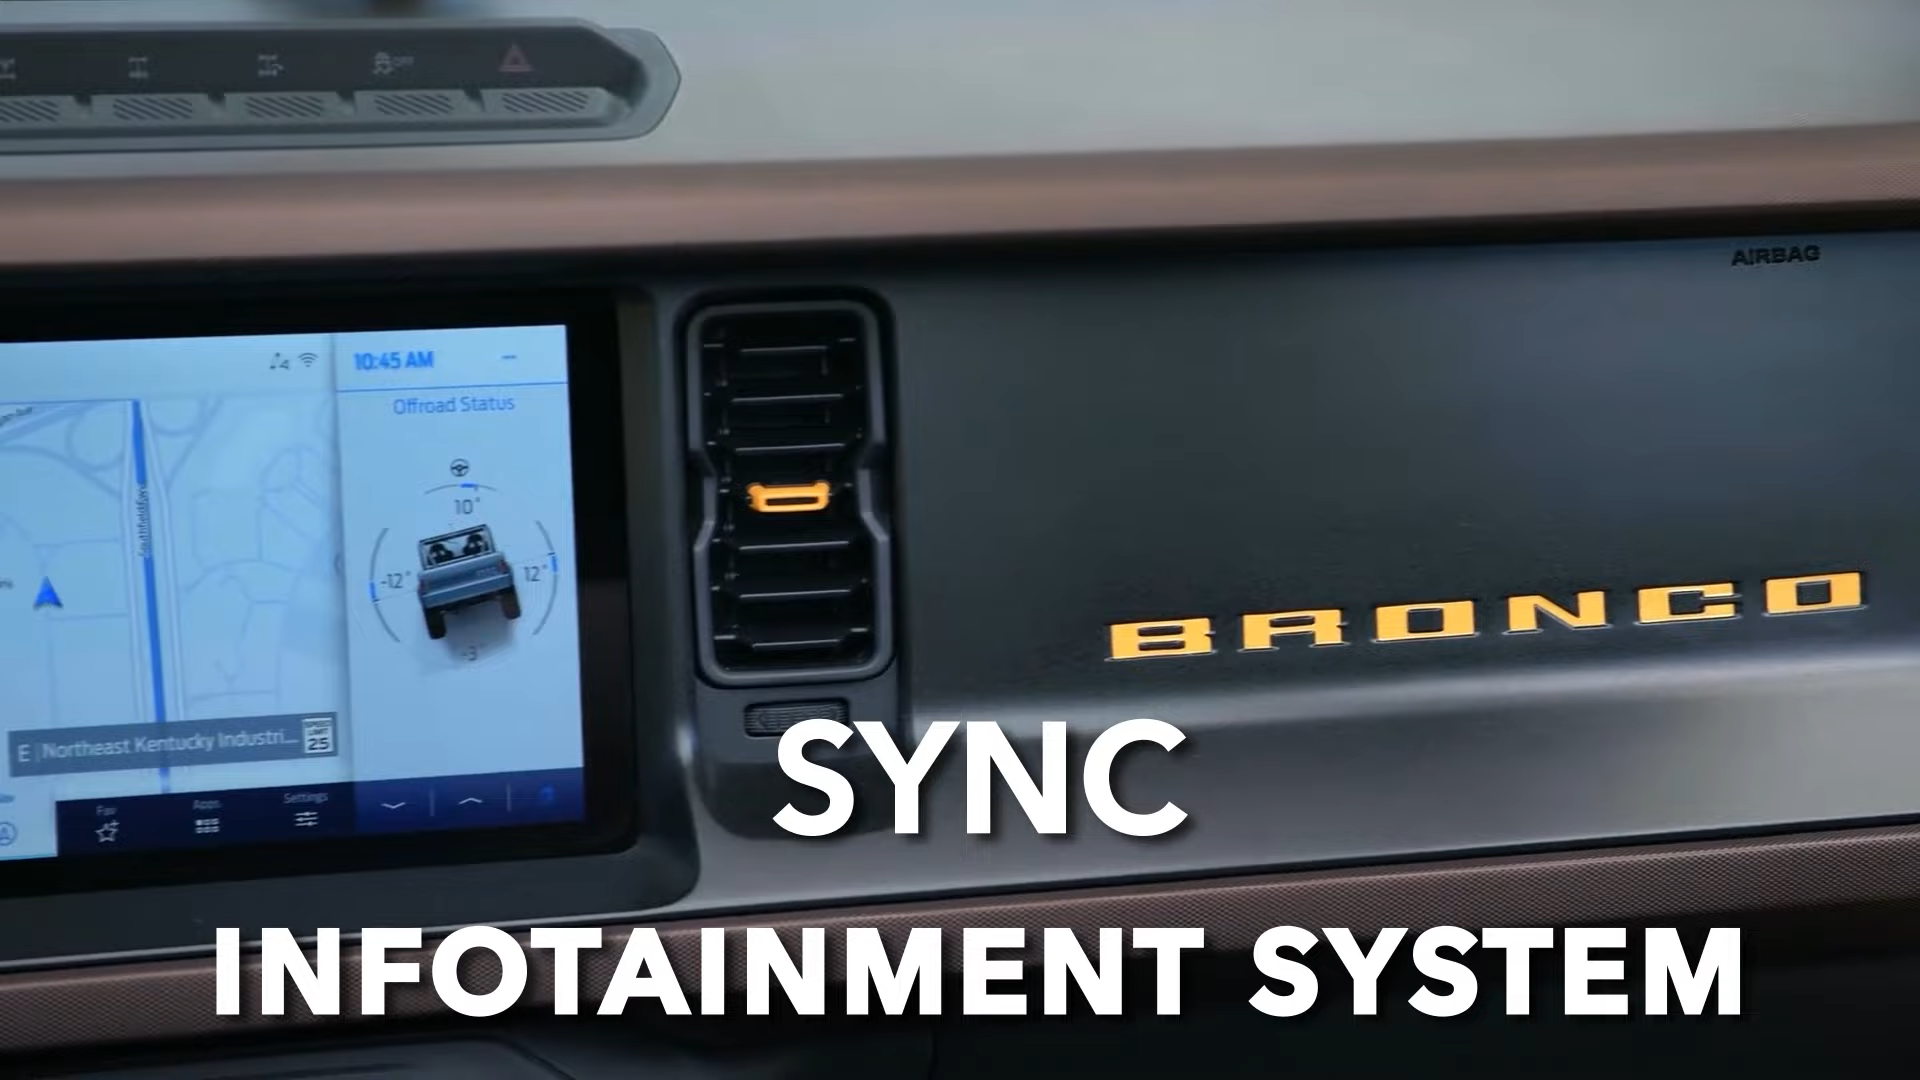 OFF
AIRBAG
10:45 AM
Offroad Status
10°
-12°
12°
-3°
BRONCO
E | Northeast Kentucky Industri...
25
Fav
Apps
Settings
SYNC
INFOTAINMENT SYSTEM